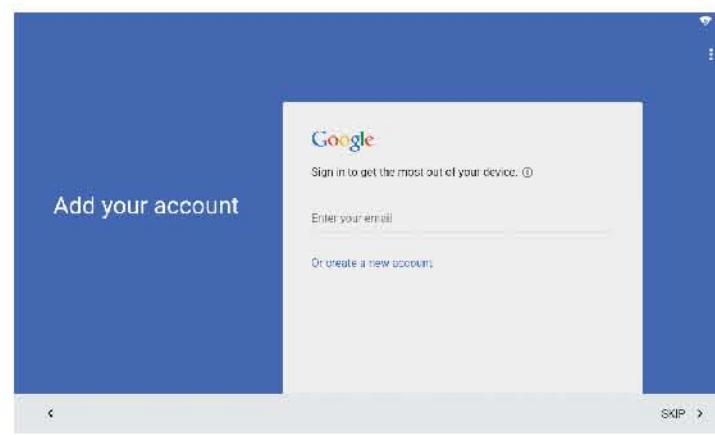 Add your account
Google
Sign in to get the most out of your device.
Enter your email
Or create a new account
SKIP